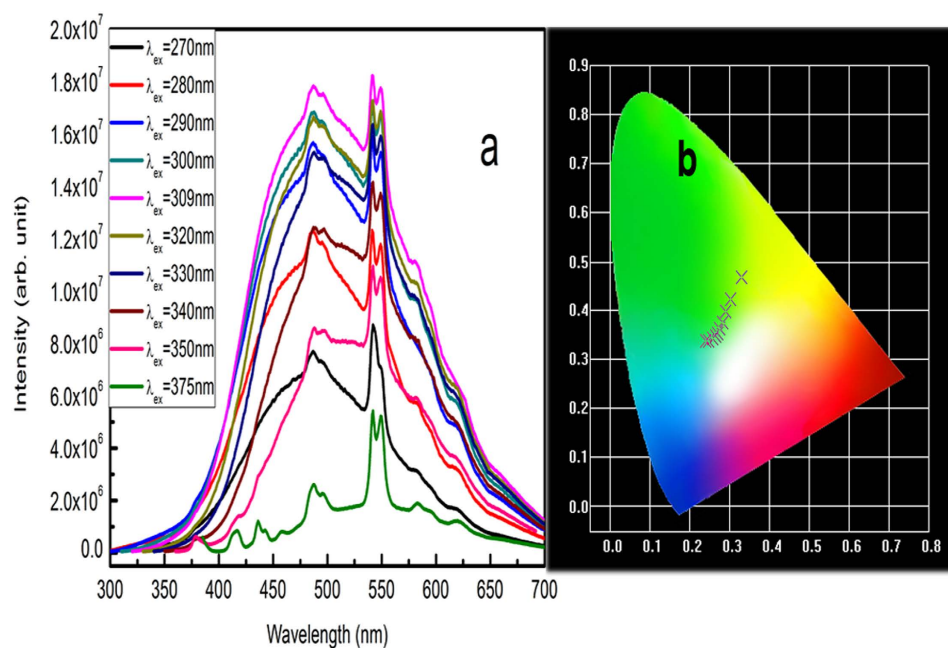 2.0x10⁷
1.8x10⁷
1.6x10⁷
1.4x10⁷
1.2x10⁷
1.0x10⁷
8.0x10⁶
6.0x10⁶
4.0x10⁶
2.0x10⁶
0.0
Intensity (arb. unit)
λex=270nm
λex=280nm
λex=290nm
λex=300nm
λex=309nm
λex=320nm
λex=330nm
λex=340nm
λex=350nm
λex=375nm
a
300 350 400 450 500 550 600 650 700
Wavelength (nm)
b
0.9
0.8
0.7
0.6
0.5
0.4
0.3
0.2
0.1
0.0
0.0 0.1 0.2 0.3 0.4 0.5 0.6 0.7 0.8